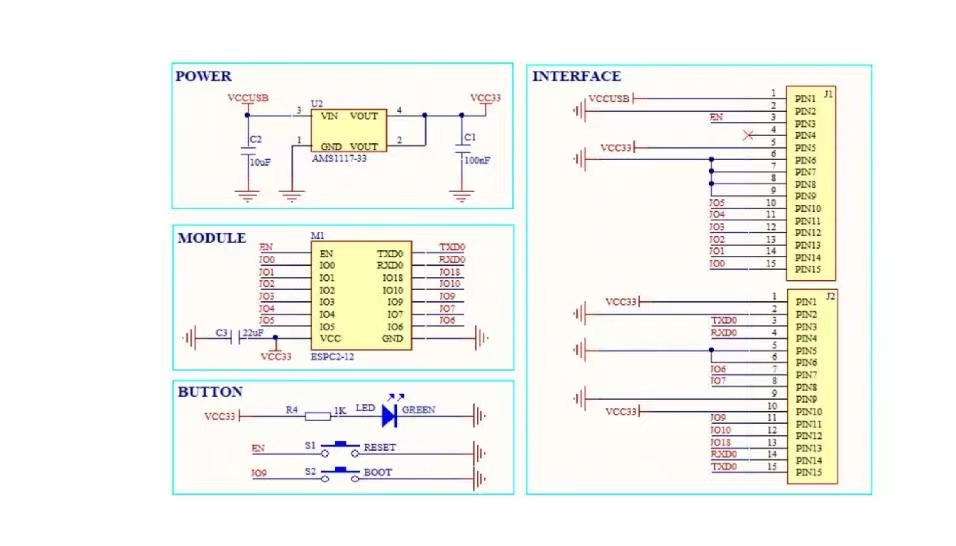 POWER
VCCUSB
VCC33
U2
3 VIN VOUT 4
1 GND VOUT 2
AMS1117-33
C2
10uF
C1
100nF
MODULE
M1
EN EN TXD0 TXD0
IO0 IO0 RXD0 RXD0
IO1 IO1 IO18 IO18
IO2 IO2 IO10 IO10
IO3 IO3 IO9 IO9
IO4 IO4 IO7 IO7
IO5 IO5 IO6 IO6
C3 22uF VCC GND
VCC33
ESPC2-12
BUTTON
VCC33 R4 1K LED GREEN
EN S1 RESET
IO9 S2 BOOT
INTERFACE
J1
VCCUSB 1 PIN1
2 PIN2
EN 3 PIN3
4 PIN4
VCC33 5 PIN5
6 PIN6
7 PIN7
8 PIN8
9 PIN9
IO5 10 PIN10
IO4 11 PIN11
IO3 12 PIN12
IO2 13 PIN13
IO1 14 PIN14
IO0 15 PIN15
J2
VCC33 1 PIN1
2 PIN2
TXD0 3 PIN3
RXD0 4 PIN4
5 PIN5
6 PIN6
IO6 7 PIN7
IO7 8 PIN8
9 PIN9
VCC33 10 PIN10
IO9 11 PIN11
IO10 12 PIN12
IO18 13 PIN13
RXD0 14 PIN14
TXD0 15 PIN15